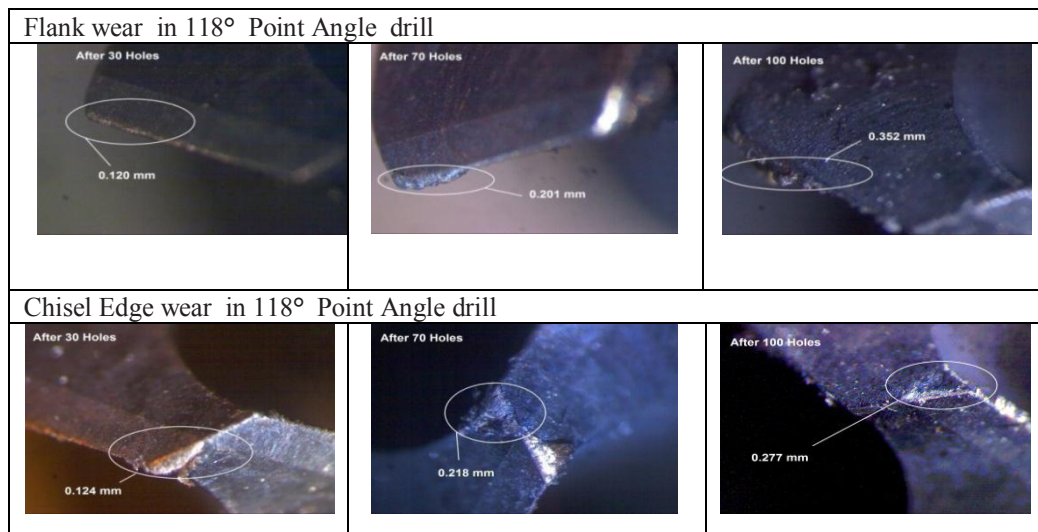 Flank wear in 118° Point Angle drill
After 30 Holes
0.120 mm
After 70 Holes
0.201 mm
After 100 Holes
0.352 mm
Chisel Edge wear in 118° Point Angle drill
After 30 Holes
0.124 mm
After 70 Holes
0.218 mm
After 100 Holes
0.277 mm